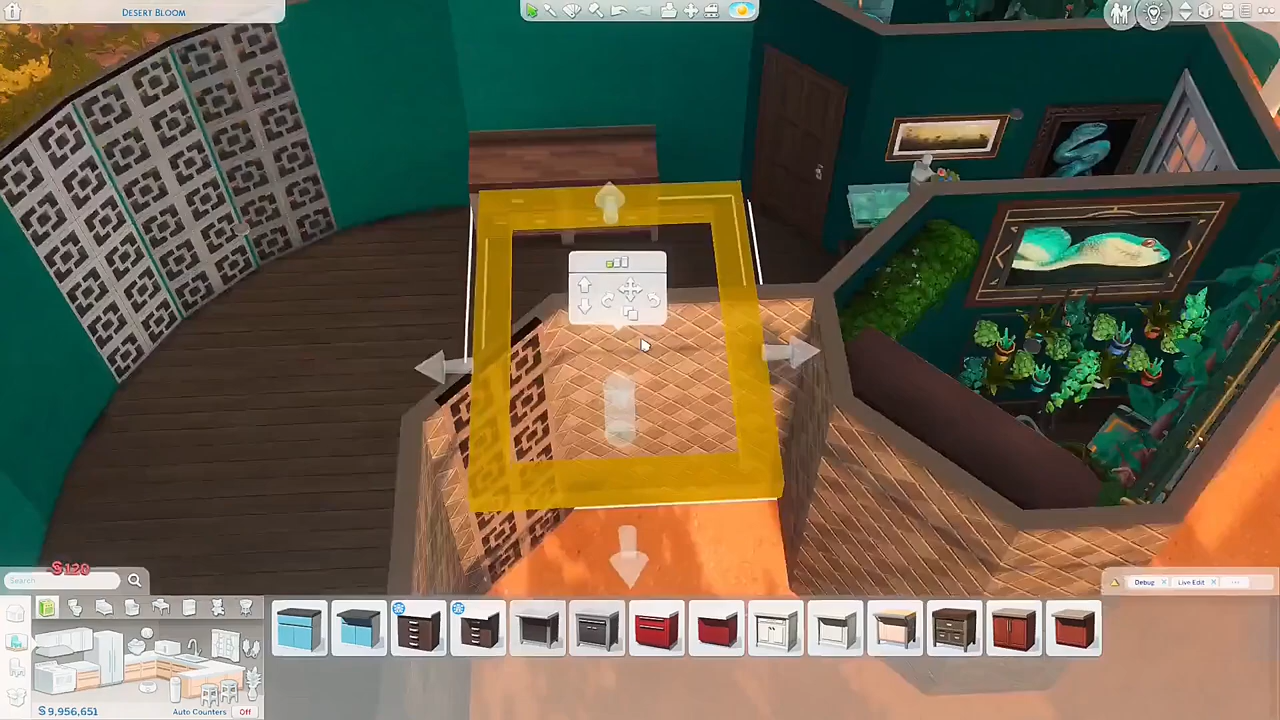 DESERT BLOOM
$120
Search
Debug
Live Edit
$9,956,651
Auto Counters
Off